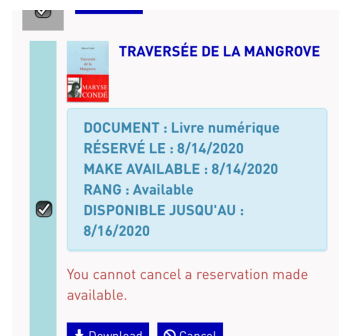 TRAVERSÉE DE LA MANGROVE
Maryse Condé
Traversée
de la
Mangrove
MARYSE
CONDÉ
DOCUMENT : Livre numérique
RÉSERVÉ LE : 8/14/2020
MAKE AVAILABLE : 8/14/2020
RANG : Available
DISPONIBLE JUSQU'AU :
8/16/2020
You cannot cancel a reservation made
available.
Download Cancel